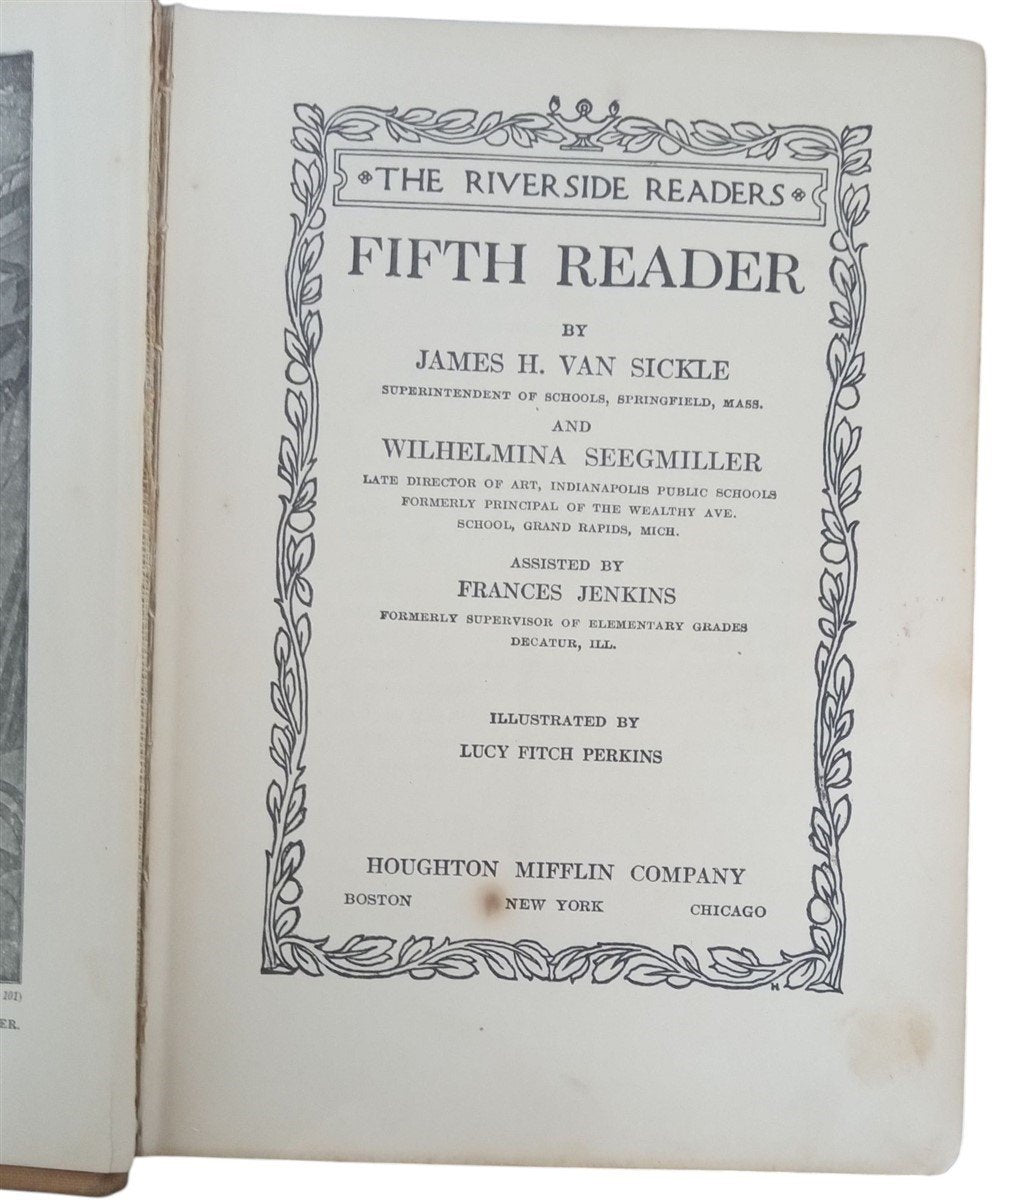 101)
ER.
THE RIVERSIDE READERS
FIFTH READER
BY
JAMES H. VAN SICKLE
SUPERINTENDENT OF SCHOOLS, SPRINGFIELD, MASS.
AND
WILHELMINA SEEGMILLER
LATE DIRECTOR OF ART, INDIANAPOLIS PUBLIC SCHOOLS
FORMERLY PRINCIPAL OF THE WEALTHY AVE.
SCHOOL, GRAND RAPIDS, MICH.
ASSISTED BY
FRANCES JENKINS
FORMERLY SUPERVISOR OF ELEMENTARY GRADES
DECATUR, ILL.
ILLUSTRATED BY
LUCY FITCH PERKINS
HOUGHTON MIFFLIN COMPANY
BOSTON NEW YORK CHICAGO
H